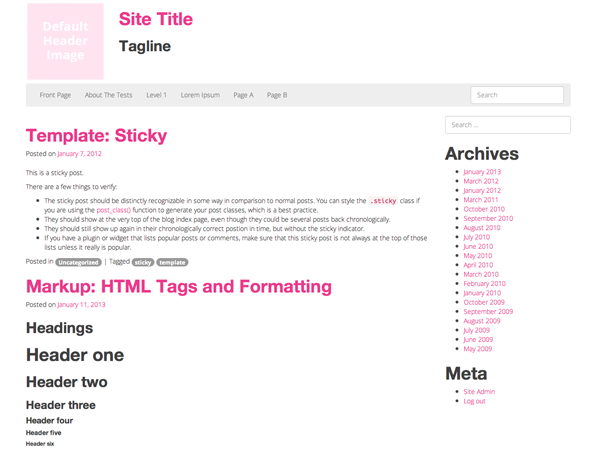 Default
Header
Image
Site Title
Tagline
Front Page About The Tests Level 1 Lorem Ipsum Page A Page B Search
Template: Sticky
Posted on January 7, 2012
This is a sticky post.
There are a few things to verify:
The sticky post should be distinctly recognizable in some way in comparison to normal posts. You can style the .sticky class if
you are using the post_class() function to generate your post classes, which is a best practice.
They should show at the very top of the blog index page, even though they could be several posts back chronologically.
They should still show up again in their chronologically correct postion in time, but without the sticky indicator.
If you have a plugin or widget that lists popular posts or comments, make sure that this sticky post is not always at the top of those
lists unless it really is popular.
Posted in Uncategorized | Tagged sticky template
Markup: HTML Tags and Formatting
Posted on January 11, 2013
Headings
Header one
Header two
Header three
Header four
Header five
Header six
Search ...
Archives
January 2013
March 2012
January 2012
March 2011
October 2010
September 2010
August 2010
July 2010
June 2010
May 2010
April 2010
March 2010
February 2010
January 2010
October 2009
September 2009
August 2009
July 2009
June 2009
May 2009
Meta
Site Admin
Log out